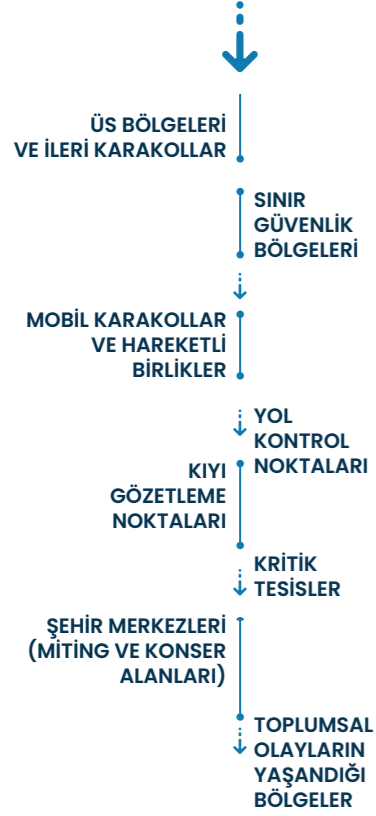 ÜS BÖLGELERİ
VE İLERİ KARAKOLLAR
SINIR
GÜVENLİK
BÖLGELERİ
MOBİL KARAKOLLAR
VE HAREKETLİ
BİRLİKLER
YOL
KONTROL
NOKTALARI
KIYI
GÖZETLEME
NOKTALARI
KRİTİK
TESİSLER
ŞEHİR MERKEZLERİ
(MİTİNG VE KONSER
ALANLARI)
TOPLUMSAL
OLAYLARIN
YAŞANDIĞI
BÖLGELER